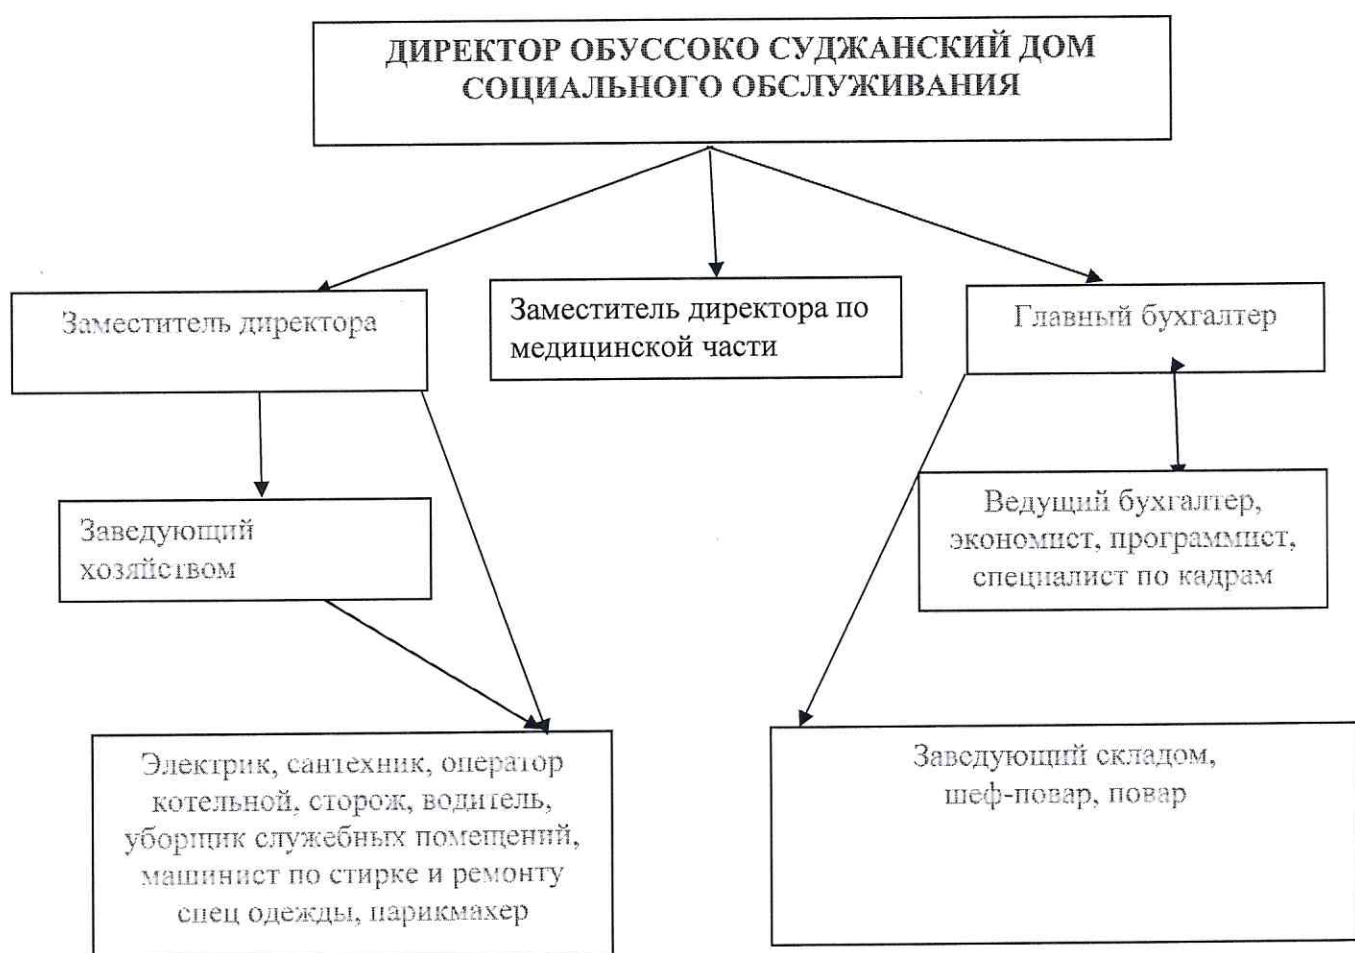 ДИРЕКТОР ОБУССОКО СУДЖАНСКИЙ ДОМ
СОЦИАЛЬНОГО ОБСЛУЖИВАНИЯ
Заместитель директора
Заместитель директора по
медицинской части
Главный бухгалтер
Заведующий
хозяйством
Ведущий бухгалтер,
экономист, программист,
специалист по кадрам
Электрик, сантехник, оператор
котельной, сторож, водитель,
уборщик служебных помещений,
машинист по стирке и ремонту
спец одежды, парикмахер
Заведующий складом,
шеф-повар, повар